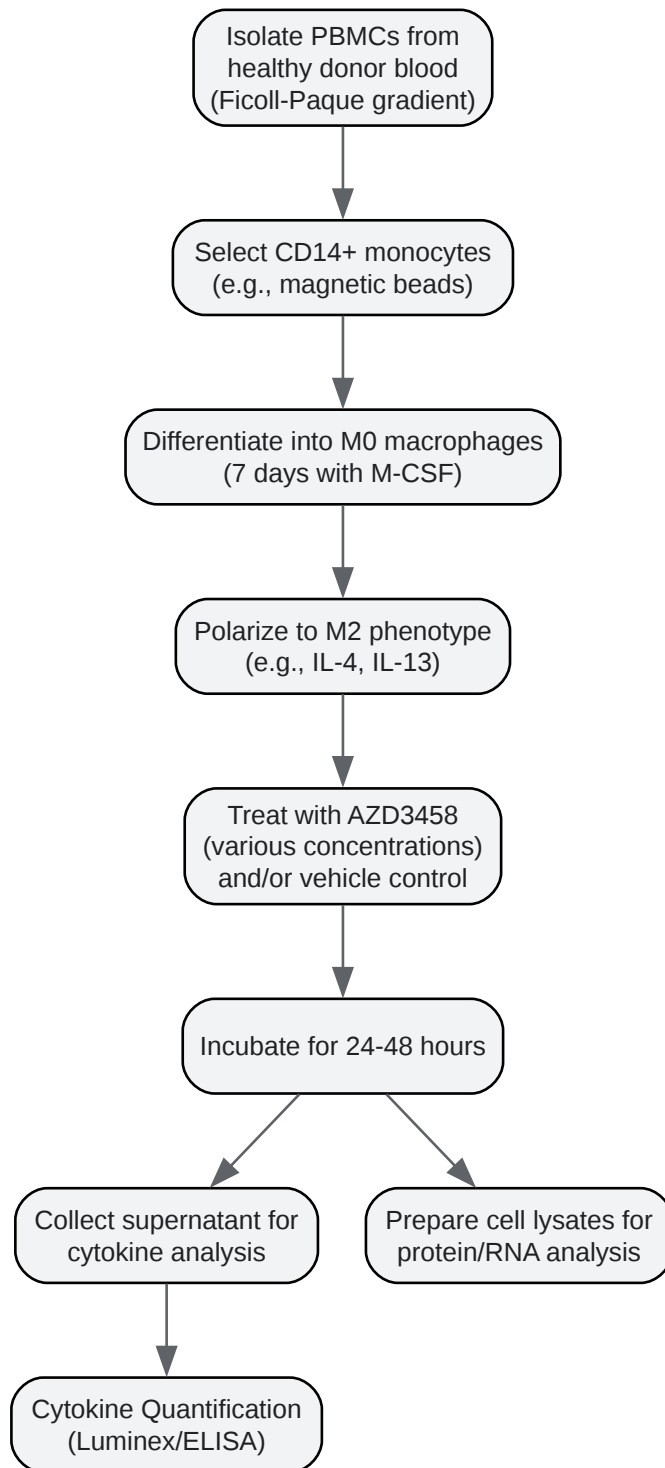 Isolate PBMCs from
healthy donor blood
(Ficoll-Paque gradient)
Select CD14+ monocytes
(e.g., magnetic beads)
Differentiate into M0 macrophages
(7 days with M-CSF)
Polarize to M2 phenotype
(e.g., IL-4, IL-13)
Treat with AZD3458
(various concentrations)
and/or vehicle control
Incubate for 24-48 hours
Collect supernatant for
cytokine analysis
Prepare cell lysates for
protein/RNA analysis
Cytokine Quantification
(Luminex/ELISA)